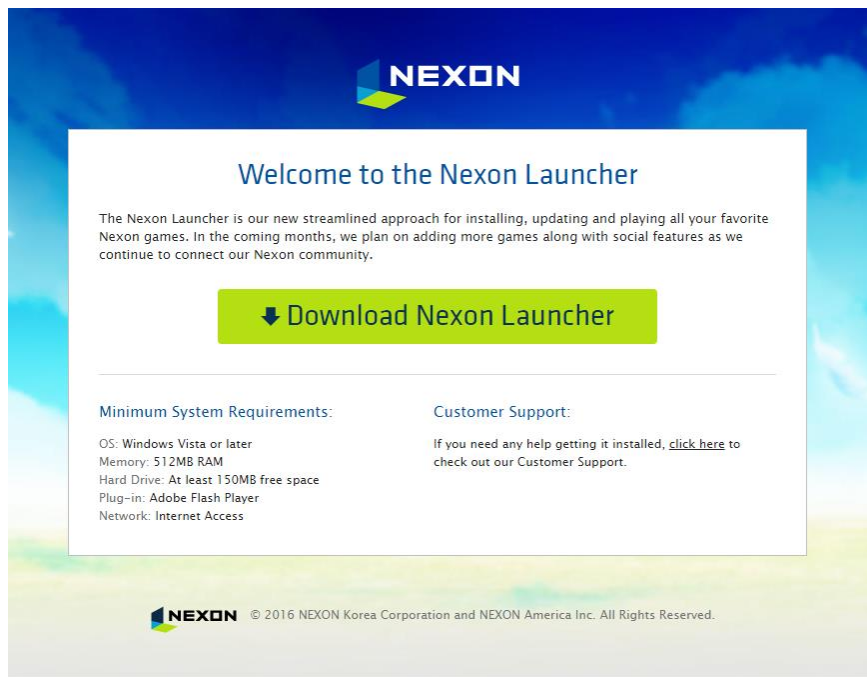 NEXON
Welcome to the Nexon Launcher
The Nexon Launcher is our new streamlined approach for installing, updating and playing all your favorite
Nexon games. In the coming months, we plan on adding more games along with social features as we
continue to connect our Nexon community.
Download Nexon Launcher
Minimum System Requirements:
OS: Windows Vista or later
Memory: 512MB RAM
Hard Drive: At least 150MB free space
Plug-in: Adobe Flash Player
Network: Internet Access
Customer Support:
If you need any help getting it installed, click here to
check out our Customer Support.
NEXON © 2016 NEXON Korea Corporation and NEXON America Inc. All Rights Reserved.